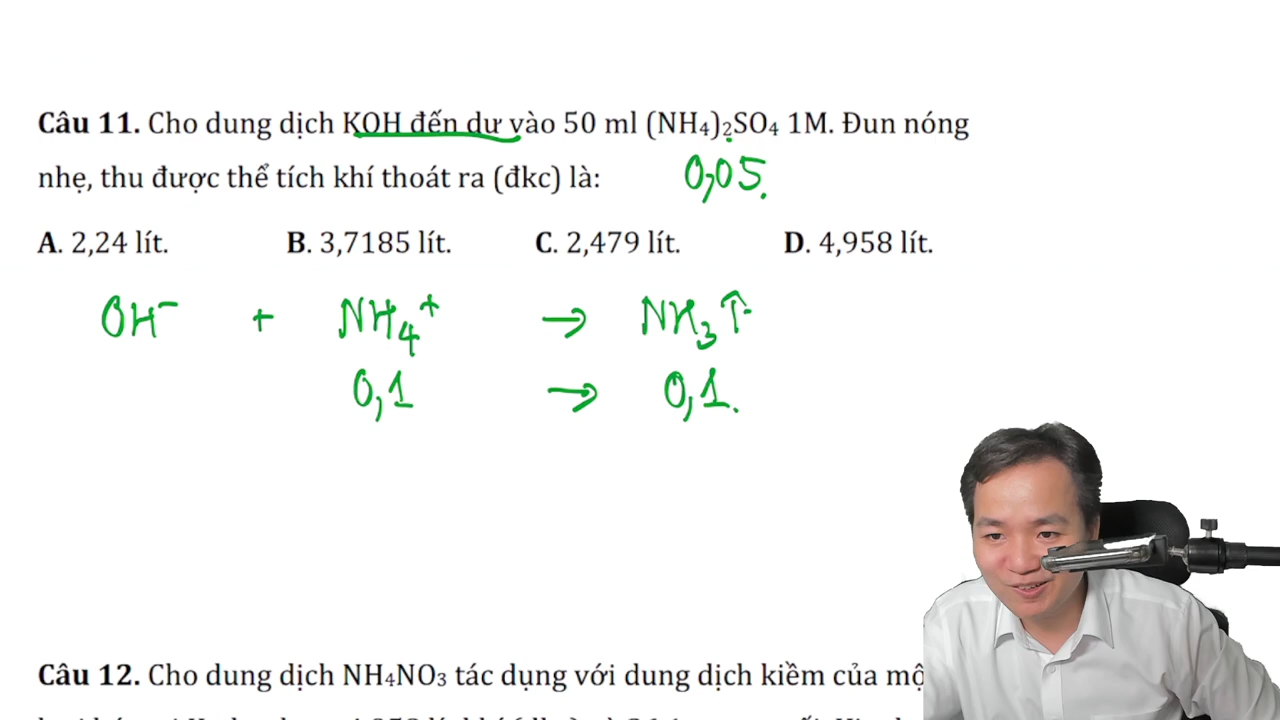 Câu 11. Cho dung dịch KOH đến dư vào 50 ml (NH₄)₂SO₄ 1M. Đun nóng
nhẹ, thu được thể tích khí thoát ra (đkc) là:
0,05.
A. 2,24 lít. B. 3,7185 lít. C. 2,479 lít. D. 4,958 lít.
OH⁻ + NH₄⁺ → NH₃↑
0,1 → 0,1.
Câu 12. Cho dung dịch NH₄NO₃ tác dụng với dung dịch kiềm của